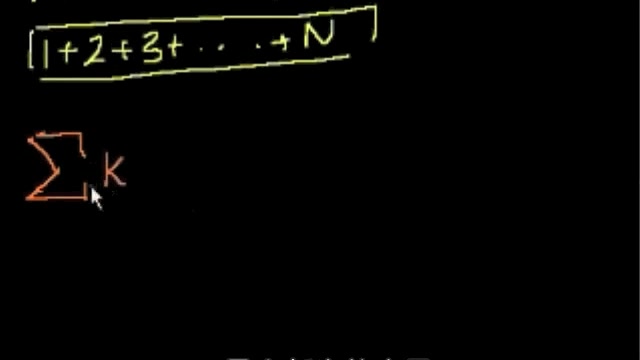 1+2+3+ . . . .+ N
∑ K